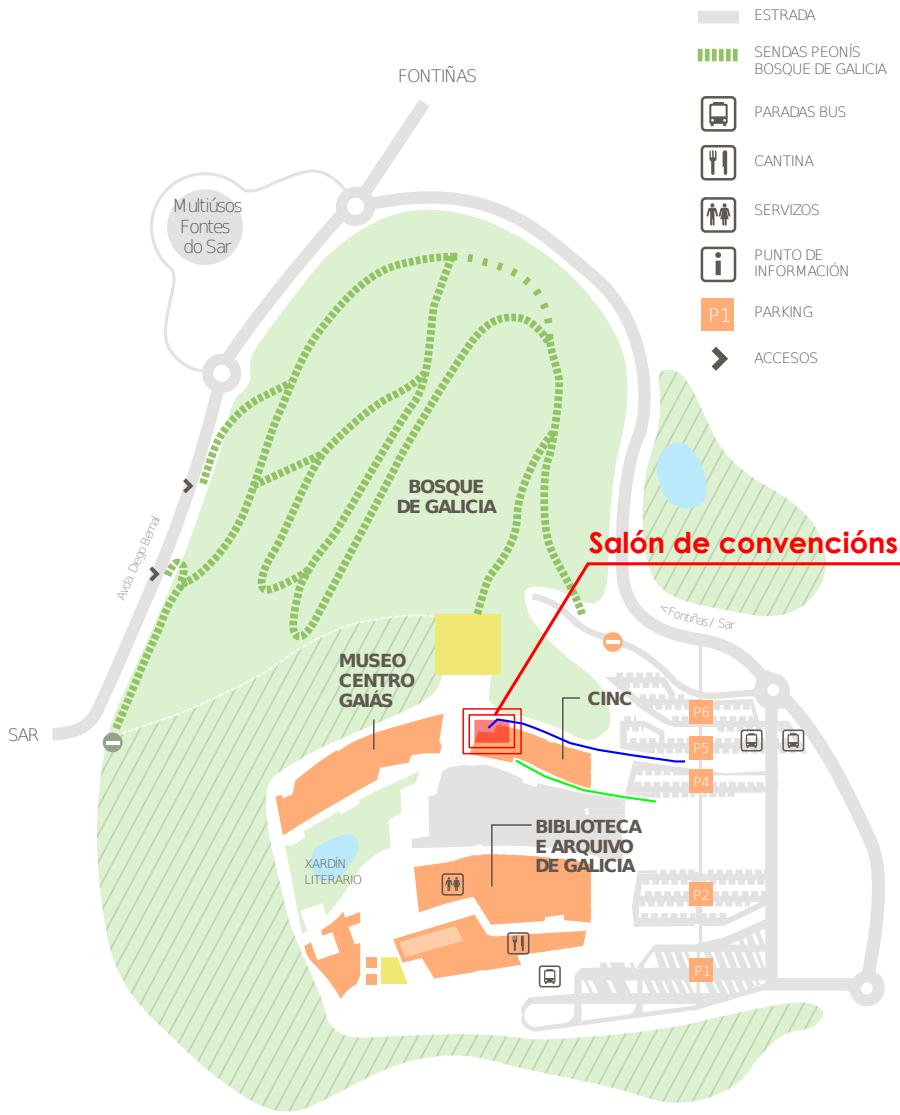 ESTRADA
SENDAS PEONÍS
BOSQUE DE GALICIA
PARADAS BUS
CANTINA
SERVIZOS
PUNTO DE
INFORMACIÓN
P1
PARKING
ACCESOS
FONTIÑAS
Multiúsos
Fontes
do Sar
BOSQUE
DE GALICIA
Avda. Diego Bernal
Salón de convencións
<Fontiñas / Sar
MUSEO
CENTRO
GAIÁS
CINC
SAR
P6
P5
P4
BIBLIOTECA
E ARQUIVO
DE GALICIA
XARDÍN
LITERARIO
P2
P1